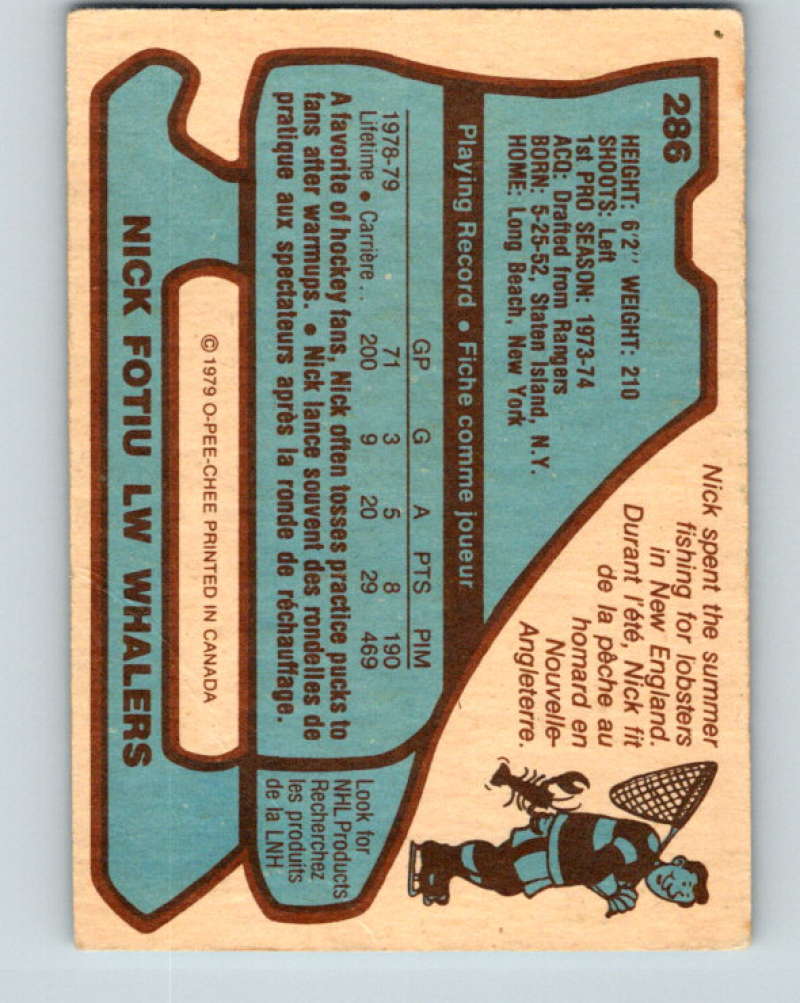 286
HEIGHT: 6'2" WEIGHT: 210
SHOOTS: Left
1st PRO SEASON: 1973-74
ACQ: Drafted from Rangers
BORN: 5-25-52, Staten Island, N.Y.
HOME: Long Beach, New York
Nick spent the summer
fishing for lobsters
in New England.
Durant l'été, Nick fit
de la pêche au
homard en
Nouvelle-
Angleterre.
Playing Record • Fiche comme joueur
GP G A PTS PIM
1978-79 71 3 5 8 190
Lifetime • Carrière .. 200 9 20 29 469
A favorite of hockey fans, Nick often tosses practice pucks to
fans after warmups. • Nick lance souvent des rondelles de
pratique aux spectateurs après la ronde de réchauffage.
Look for
NHL Products
Recherchez
les produits
de la LNH
© 1979 O-PEE-CHEE PRINTED IN CANADA
NICK FOTIU LW WHALERS